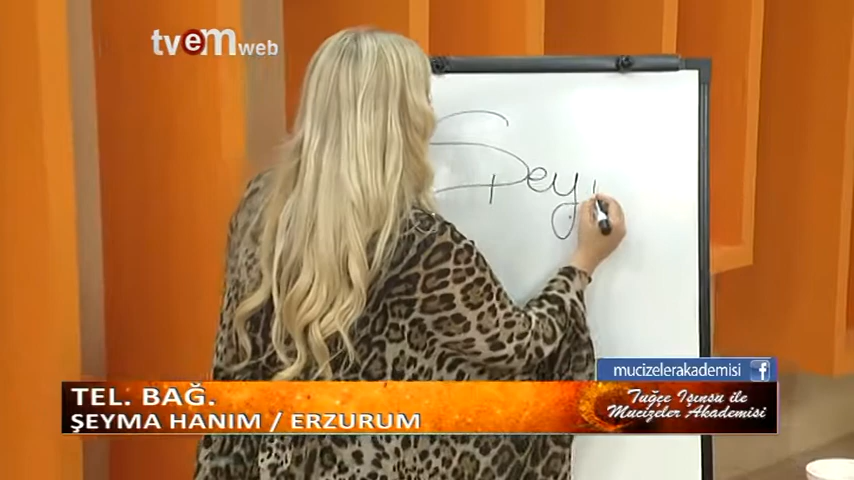 tvem web
Şey
mucizelerakademisi f
TEL. BAĞ.
ŞEYMA HANIM / ERZURUM
Tuğçe Işınsu ile
Mucizeler Akademisi